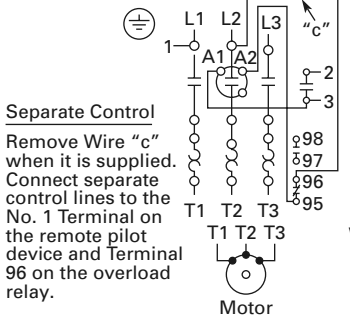 L1 L2 L3
"c"
1
A1 A2
2
3
Separate Control
Remove Wire "c"
when it is supplied.
Connect separate
control lines to the
No. 1 Terminal on
the remote pilot
device and Terminal
96 on the overload
relay.
98
97
96
95
T1 T2 T3
T1 T2 T3
Motor